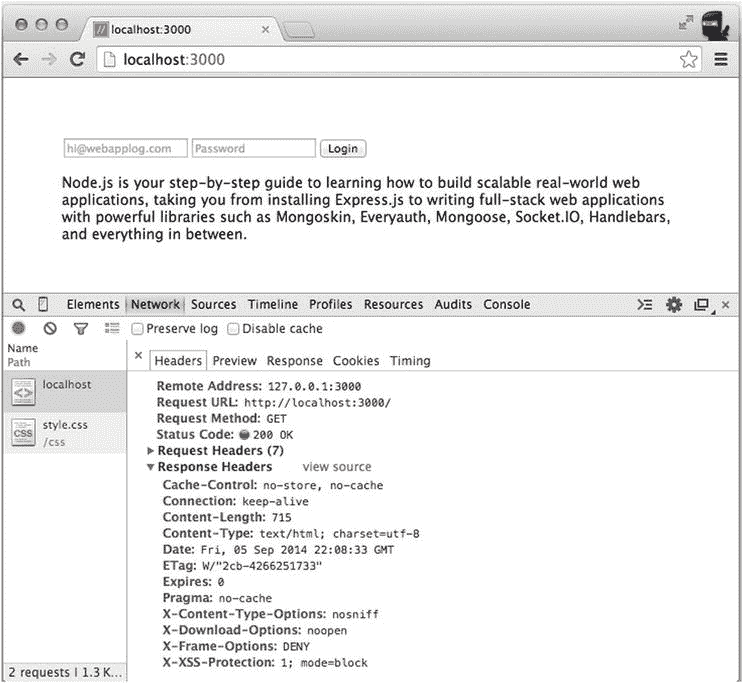 localhost:3000
localhost:3000
hi@webapplog.com Password Login
Node.js is your step-by-step guide to learning how to build scalable real-world web
applications, taking you from installing Express.js to writing full-stack web applications
with powerful libraries such as Mongoskin, Everyauth, Mongoose, Socket.IO, Handlebars,
and everything in between.
Elements Network Sources Timeline Profiles Resources Audits Console
Preserve log Disable cache
Name
Path
Headers Preview Response Cookies Timing
localhost
style.css
/css
Remote Address: 127.0.0.1:3000
Request URL: http://localhost:3000/
Request Method: GET
Status Code: 200 OK
Request Headers (7)
Response Headers view source
Cache-Control: no-store, no-cache
Connection: keep-alive
Content-Length: 715
Content-Type: text/html; charset=utf-8
Date: Fri, 05 Sep 2014 22:08:33 GMT
ETag: W/"2cb-4266251733"
Expires: 0
Pragma: no-cache
X-Content-Type-Options: nosniff
X-Download-Options: noopen
X-Frame-Options: DENY
X-XSS-Protection: 1; mode=block
2 requests | 1.3 K...